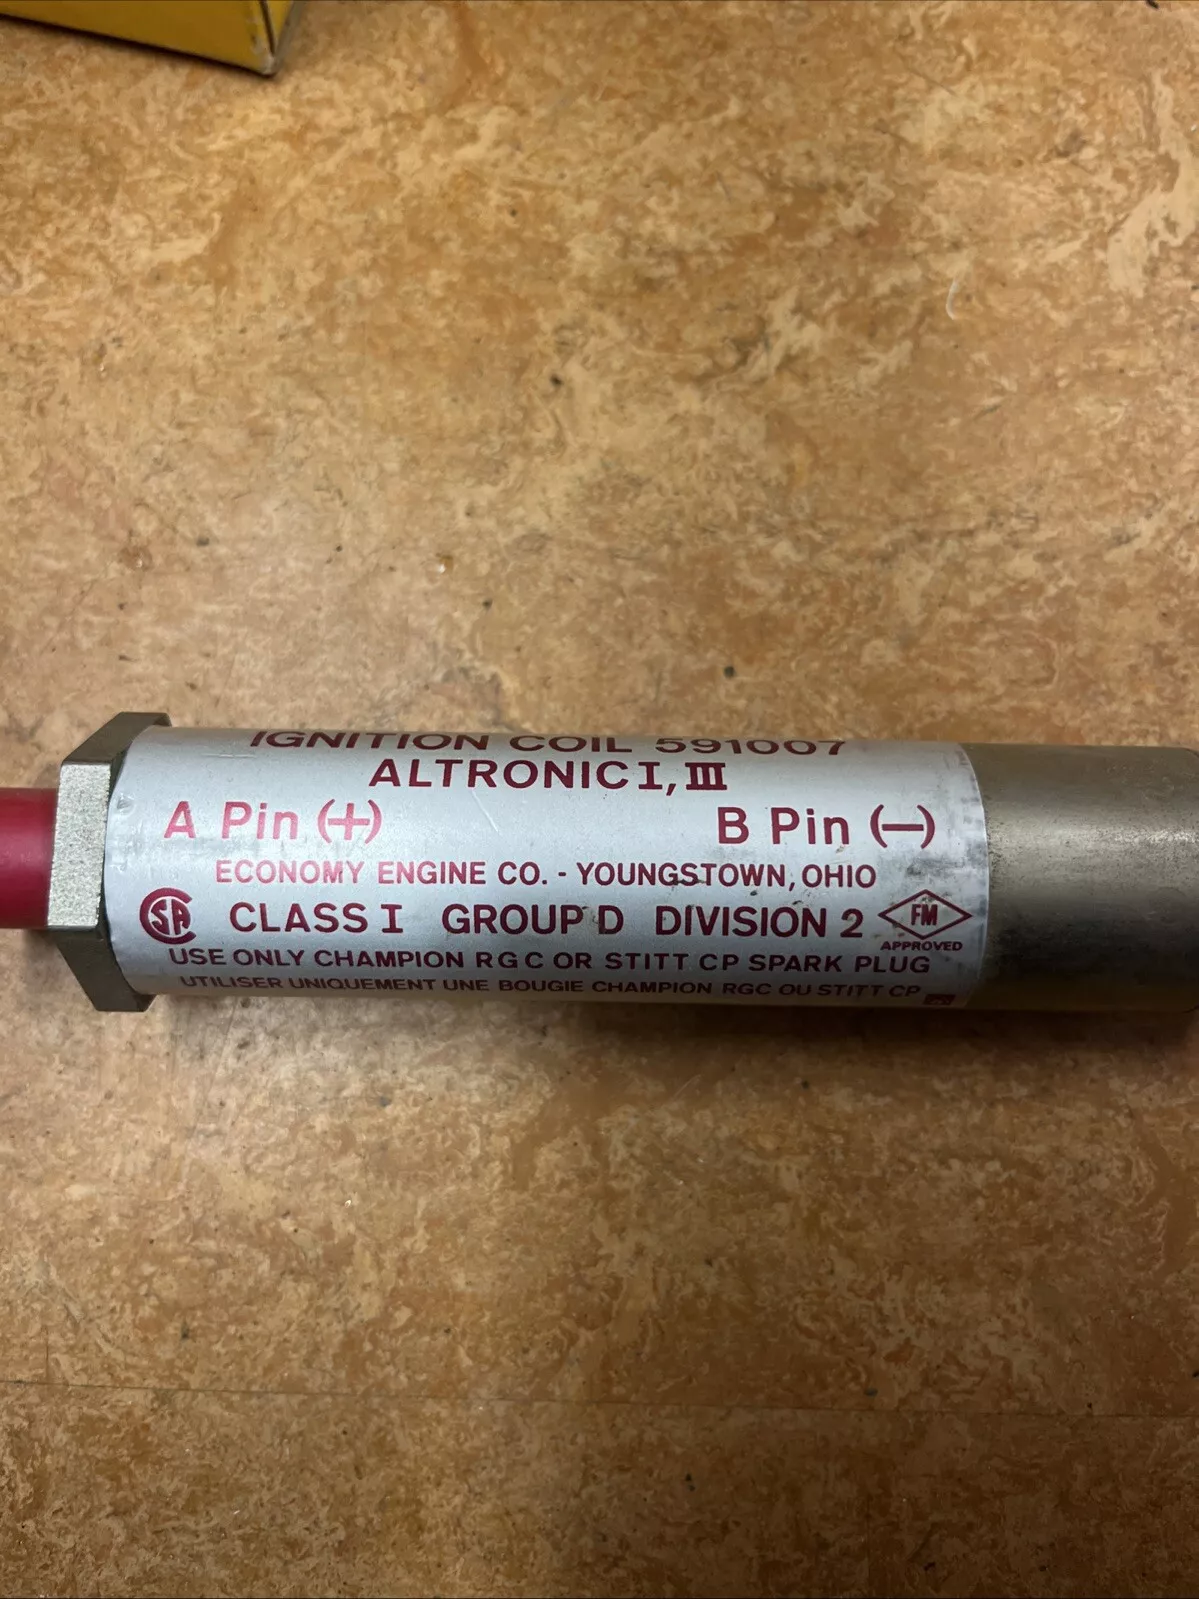 IGNITION COIL 591007
ALTRONIC I, III
A Pin (+) B Pin (–)
ECONOMY ENGINE CO. - YOUNGSTOWN, OHIO
SA CLASS I GROUP D DIVISION 2 FM
APPROVED
USE ONLY CHAMPION RGC OR STITT CP SPARK PLUG
UTILISER UNIQUEMENT UNE BOUGIE CHAMPION RGC OU STITT CP